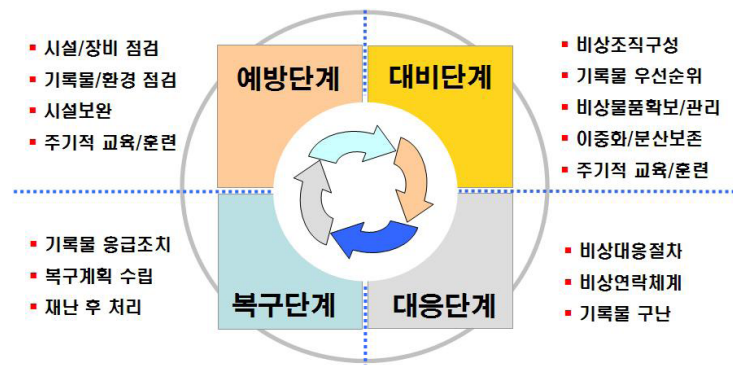 시설/장비 점검
기록물/환경 점검
시설보완
주기적 교육/훈련
예방단계
대비단계
비상조직구성
기록물 우선순위
비상물품확보/관리
이중화/분산보존
주기적 교육/훈련
기록물 응급조치
복구계획 수립
재난 후 처리
복구단계
대응단계
비상대응절차
비상연락체계
기록물 구난